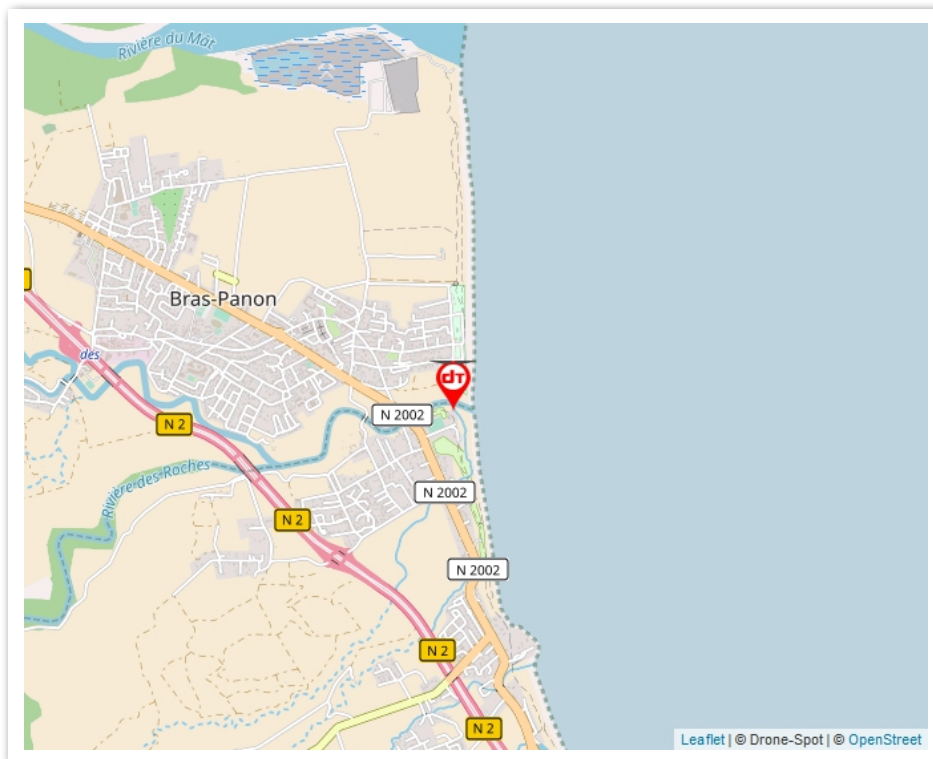 Rivière du Mât
Bras-Panon
dT
des
N 2002
N 2
Rivière des Roches
N 2002
N 2
N 2002
N 2
N 2
Leaflet | © Drone-Spot | © OpenStreet